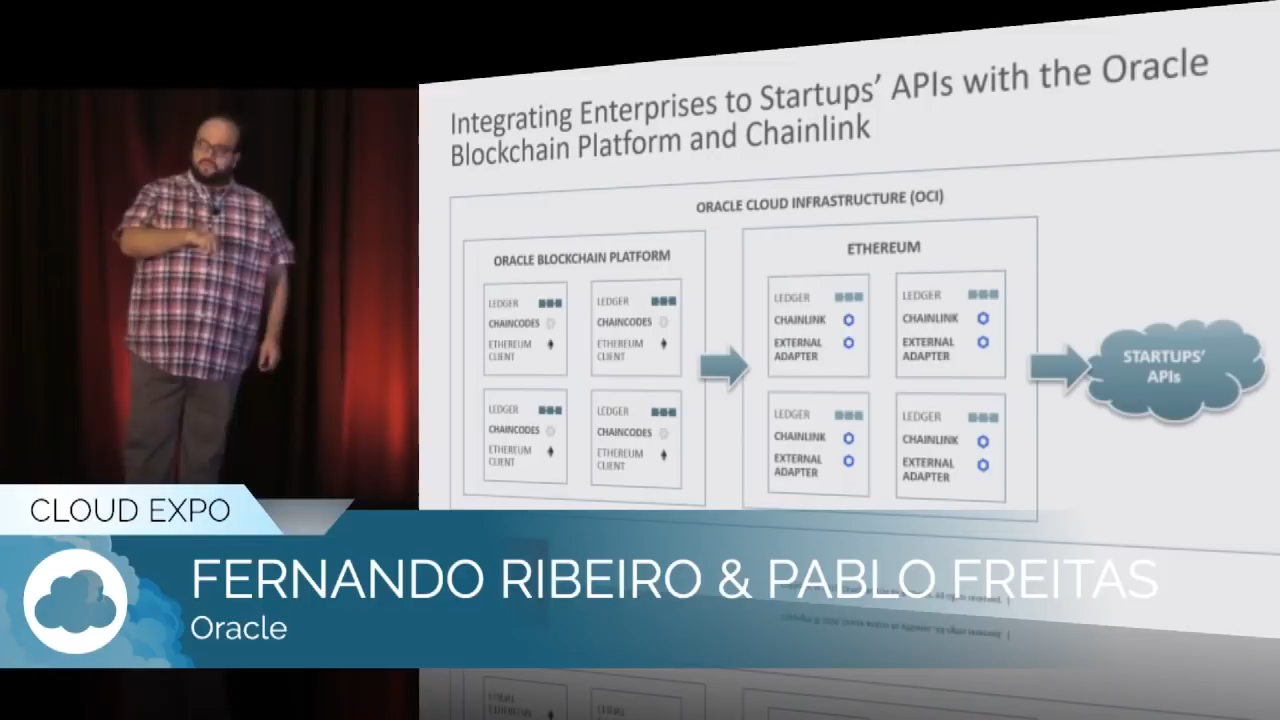 Integrating Enterprises to Startups’ APIs with the Oracle
Blockchain Platform and Chainlink
ORACLE CLOUD INFRASTRUCTURE (OCI)
ORACLE BLOCKCHAIN PLATFORM
LEDGER
CHAINCODES
ETHEREUM
CLIENT
LEDGER
CHAINCODES
ETHEREUM
CLIENT
LEDGER
CHAINCODES
ETHEREUM
CLIENT
LEDGER
CHAINCODES
ETHEREUM
CLIENT
ETHEREUM
LEDGER
CHAINLINK
EXTERNAL
ADAPTER
LEDGER
CHAINLINK
EXTERNAL
ADAPTER
LEDGER
CHAINLINK
EXTERNAL
ADAPTER
LEDGER
CHAINLINK
EXTERNAL
ADAPTER
STARTUPS’
APIs
CLOUD EXPO
FERNANDO RIBEIRO & PABLO FREITAS
Oracle